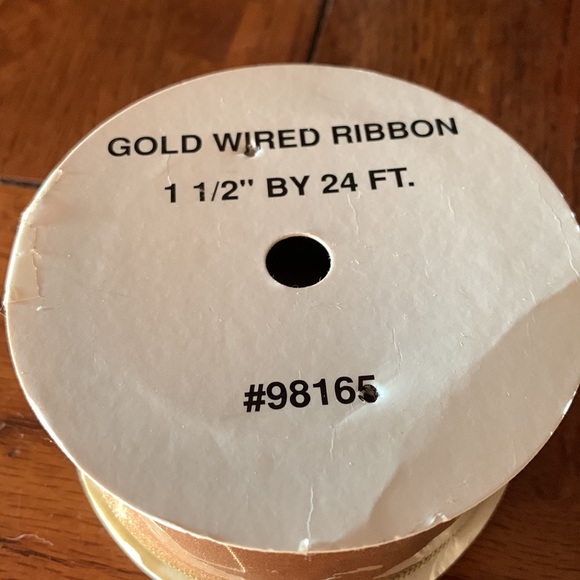 GOLD WIRED RIBBON
1 1/2" BY 24 FT.
#98165